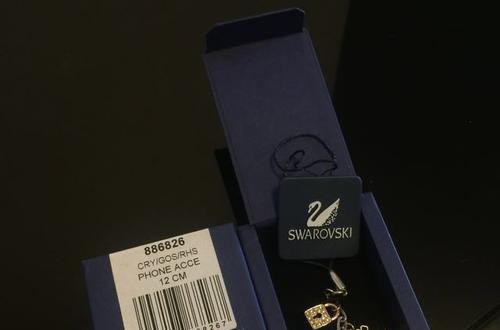 SWAROVSKI
886826
CRY/GOS/RHS
PHONE ACCE
12 CM